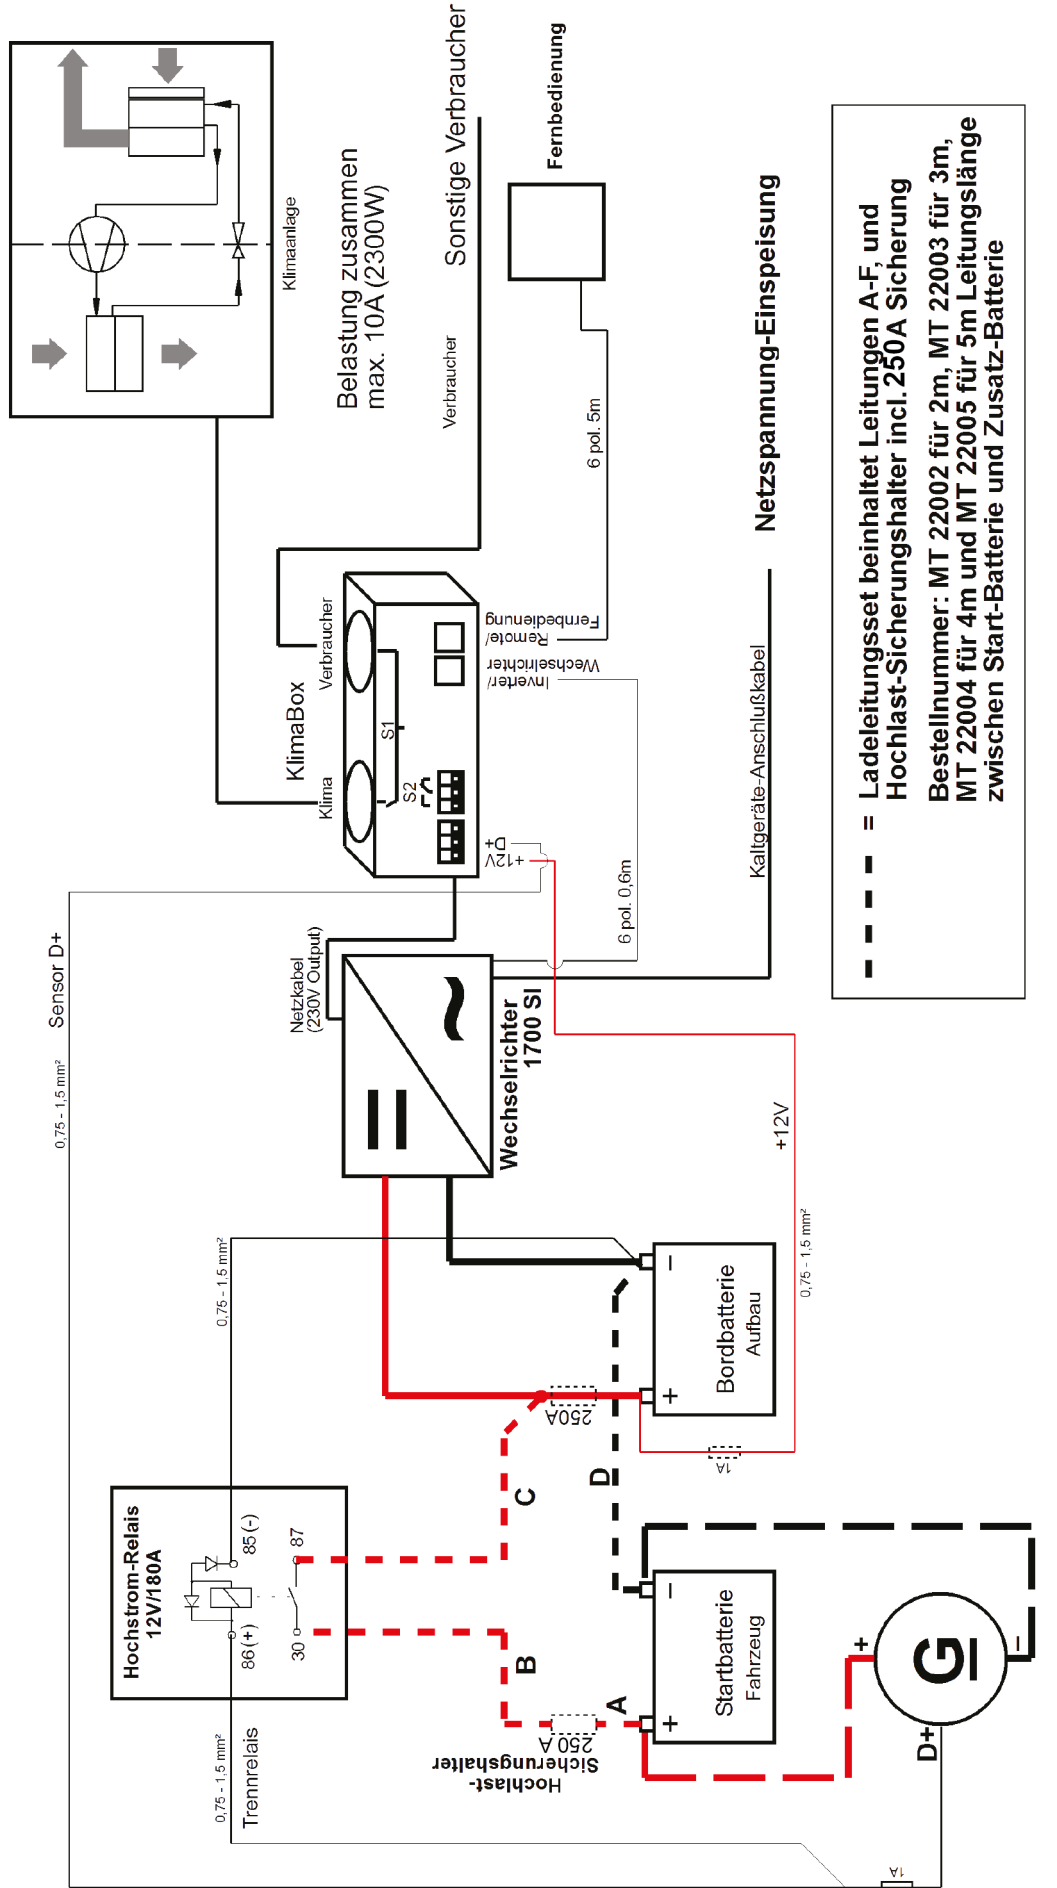 Klimaanlage
Belastung zusammen
max. 10A (2300W)
Verbraucher
Sonstige Verbraucher
Fernbedienung
6 pol. 5m
Netzspannung-Einspeisung
Kaltgeräte-Anschlußkabel
KlimaBox
Klima
Verbraucher
S1
S2
+12V
D+
Inverter/
Wechselrichter
Remote/
Fernbedienung
6 pol. 0,6m
Sensor D+
0,75 - 1,5 mm²
Netzkabel
(230V Output)
Wechselrichter
1700 SI
+12V
0,75 - 1,5 mm²
0,75 - 1,5 mm²
Hochstrom-Relais
12V/180A
86(+)
85(-)
30
87
0,75 - 1,5 mm²
Trennrelais
Hochlast-
Sicherungshalter
250 A
250A
1A
A
B
C
D
+
–
Bordbatterie
Aufbau
+
–
Startbatterie
Fahrzeug
D+
+
G
–
1A
= Ladeleitungsset beinhaltet Leitungen A-F, und
Hochlast-Sicherungshalter incl. 250A Sicherung
Bestellnummer: MT 22002 für 2m, MT 22003 für 3m,
MT 22004 für 4m und MT 22005 für 5m Leitungslänge
zwischen Start-Batterie und Zusatz-Batterie